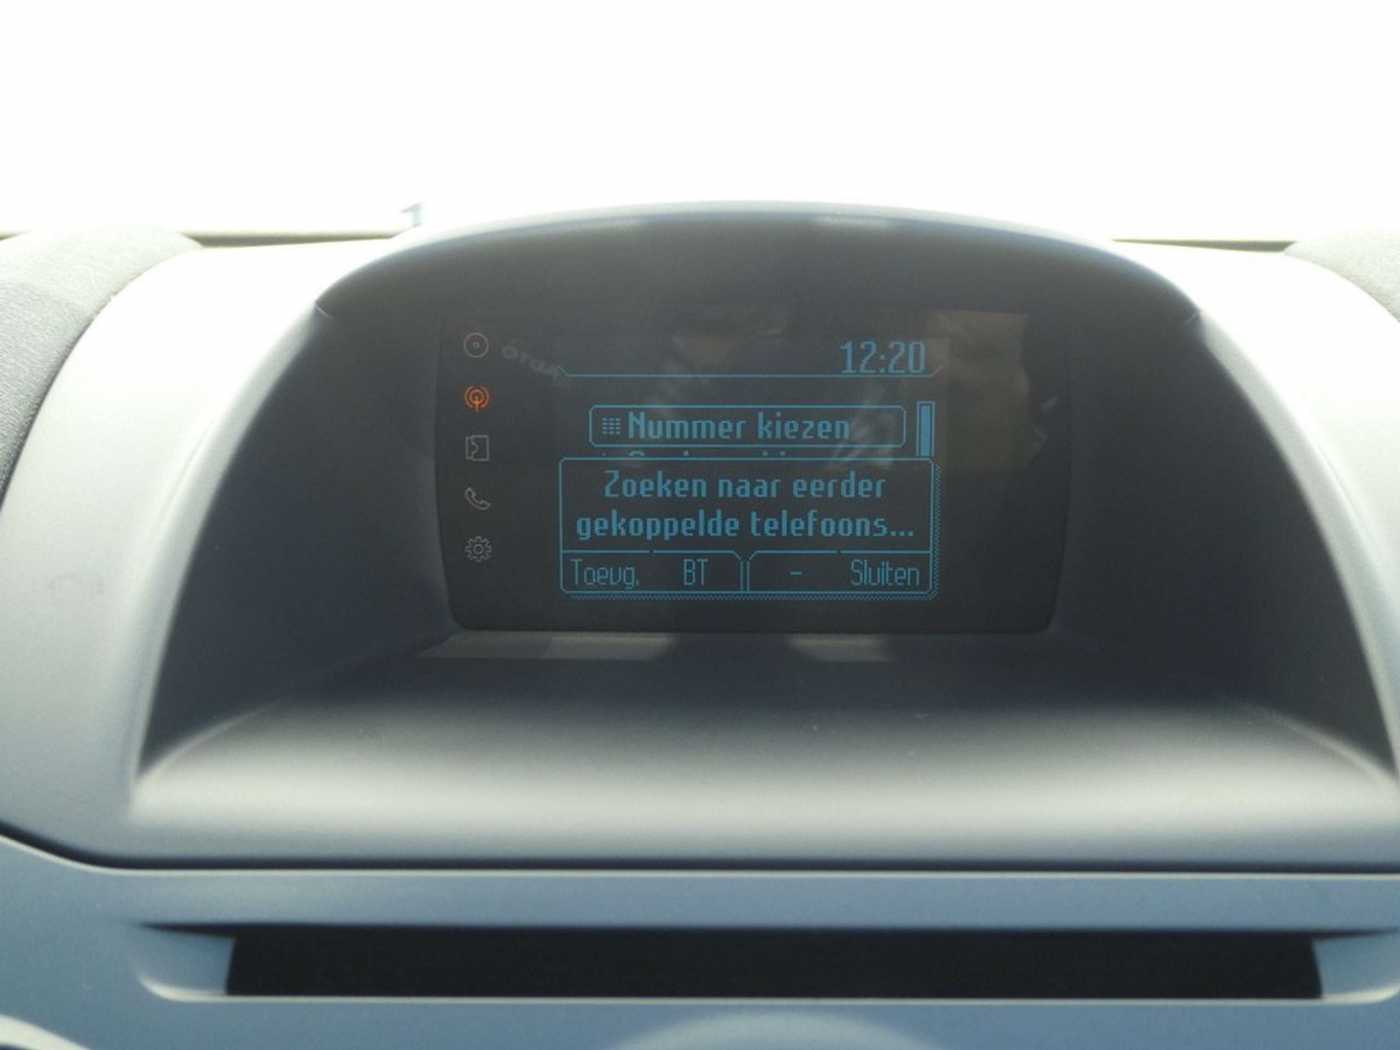 12:20
Nummer kiezen
Zoeken naar eerder
gekoppelde telefoons...
Toevg. BT - Sluiten